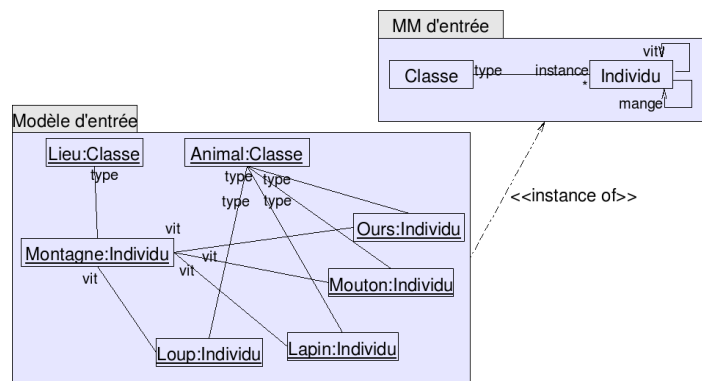 MM d'entrée
vit
Classe
type
instance
*
Individu
mange
Modèle d'entrée
Lieu:Classe
Animal:Classe
type
type
type
type
type
<<instance of>>
Ours:Individu
vit
Montagne:Individu
vit
vit
vit
Mouton:Individu
Loup:Individu
Lapin:Individu